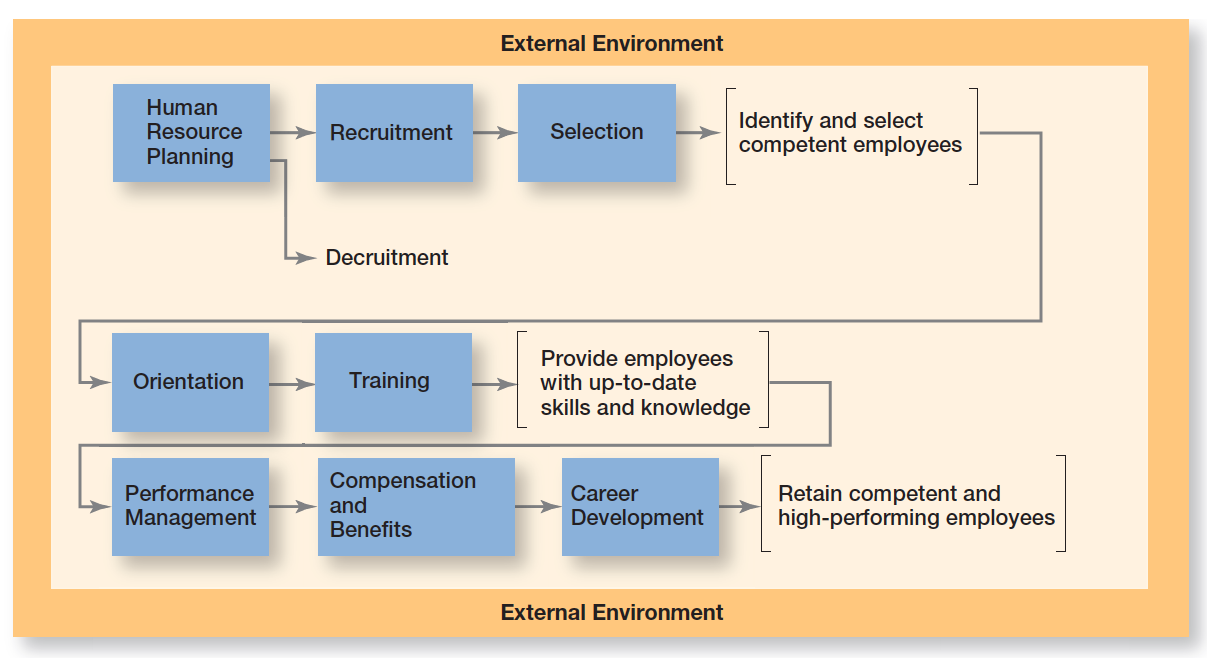 External Environment
Human
Resource
Planning
Recruitment
Selection
Identify and select
competent employees
Decruitment
Orientation
Training
Provide employees
with up-to-date
skills and knowledge
Performance
Management
Compensation
and
Benefits
Career
Development
Retain competent and
high-performing employees
External Environment